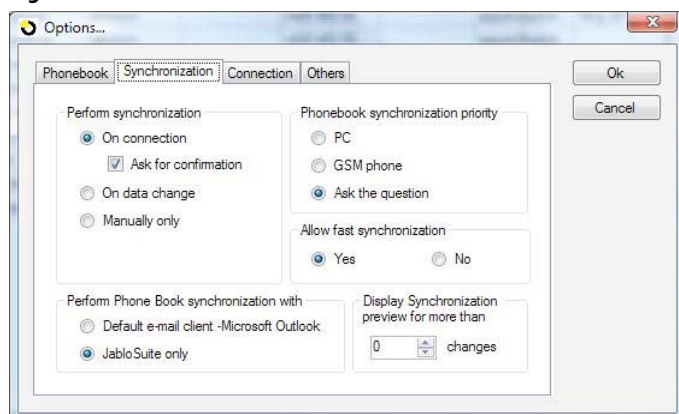 Options...
Phonebook Synchronization Connection Others
Ok
Cancel
Perform synchronization
On connection
Ask for confirmation
On data change
Manually only
Phonebook synchronization priority
PC
GSM phone
Ask the question
Allow fast synchronization
Yes No
Perform Phone Book synchronization with
Default e-mail client -Microsoft Outlook
JabloSuite only
Display Synchronization
preview for more than
0 changes